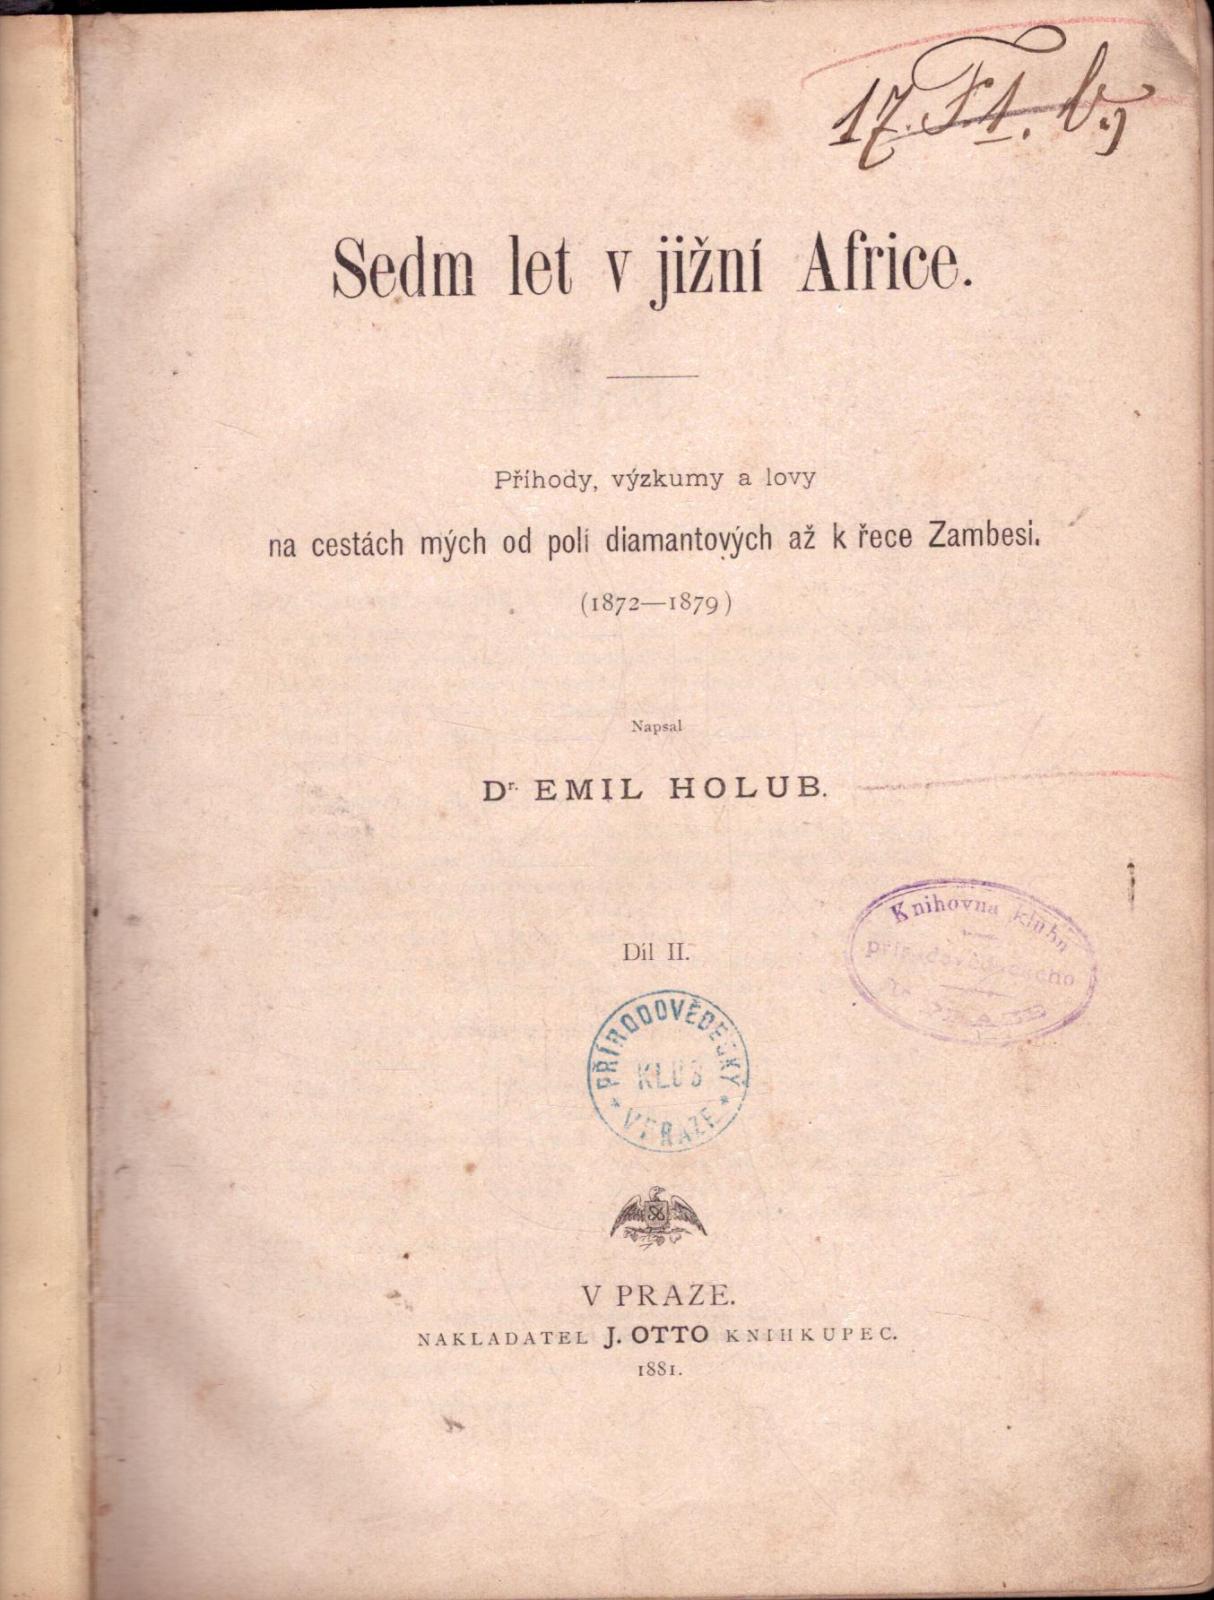 Sedm let v jižní Africe.
Příhody, výzkumy a lovy
na cestách mých od polí diamantových až k řece Zambesi.
(1872—1879)
Napsal
Dr. EMIL HOLUB.
Díl II.
Knihovna klubu
přírodovědeckého
PŘÍRODOVĚDECKÝ
KLUB
V PRAZE
V PRAZE.
NAKLADATEL J. OTTO KNIHKUPEC.
1881.